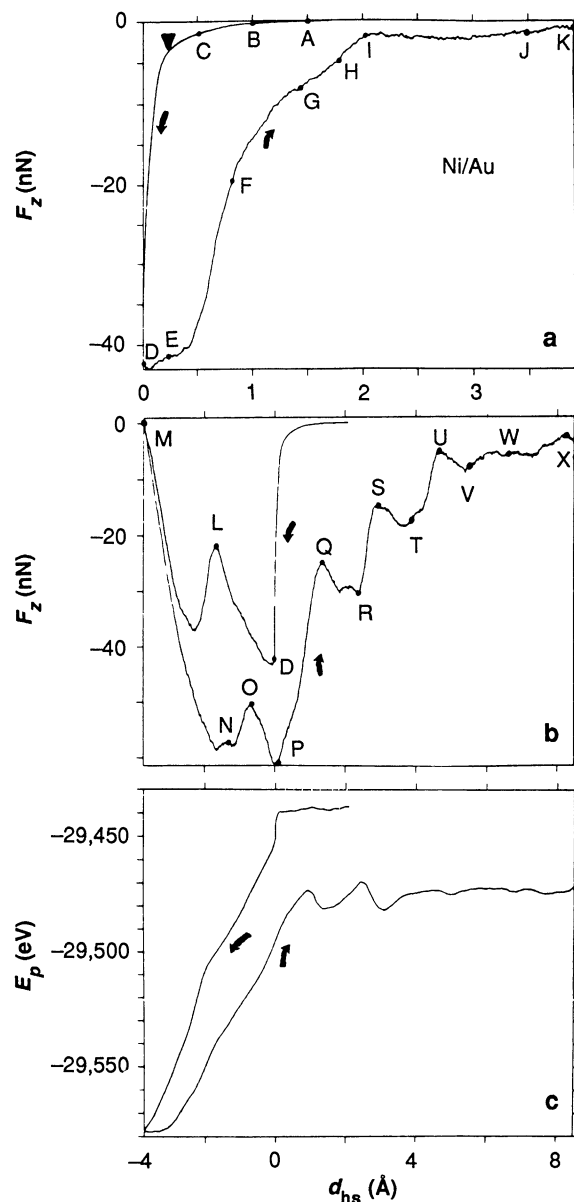 0
−20
−40
F_z (nN)
K
J
I
H
G
F
E
D
C
B
A
Ni/Au
a
0 1 2 3
0
−20
−40
F_z (nN)
M
L
D
N
O
P
Q
R
S
T
U
V
W
X
b
−29,450
−29,500
−29,550
E_p (eV)
c
−4 0 4 8
d_hs (Å)